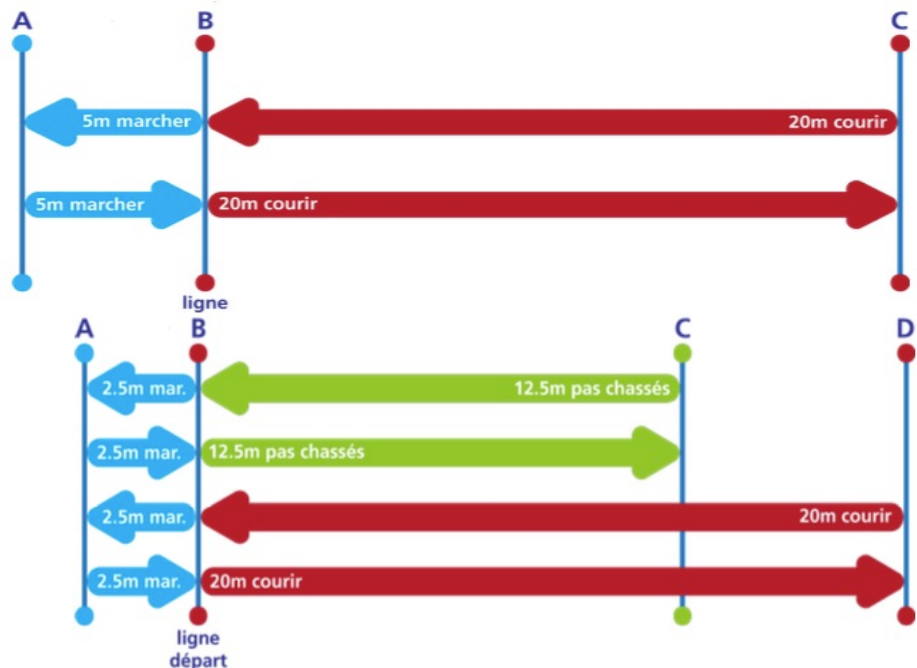 A B C
5m marcher 20m courir
5m marcher 20m courir
ligne
A B C D
2.5m mar. 12.5m pas chassés
2.5m mar. 12.5m pas chassés
2.5m mar. 20m courir
2.5m mar. 20m courir
ligne
départ